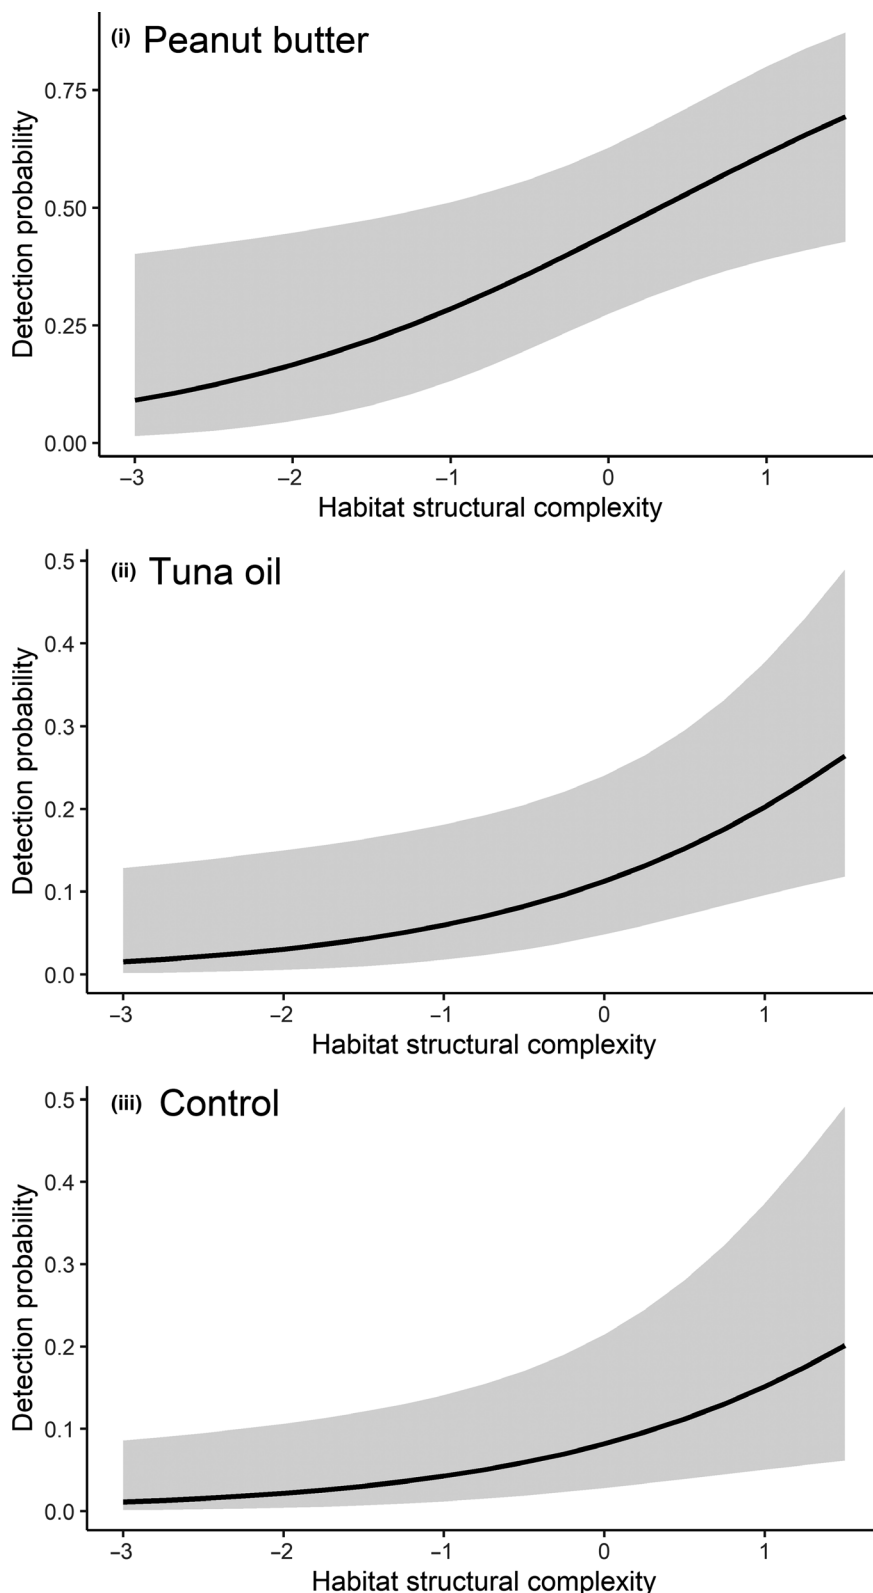 (i) Peanut butter
Detection probability
0.75
0.50
0.25
0.00
−3 −2 −1 0 1
Habitat structural complexity
(ii) Tuna oil
Detection probability
0.5
0.4
0.3
0.2
0.1
0.0
−3 −2 −1 0 1
Habitat structural complexity
(iii) Control
Detection probability
0.5
0.4
0.3
0.2
0.1
0.0
−3 −2 −1 0 1
Habitat structural complexity